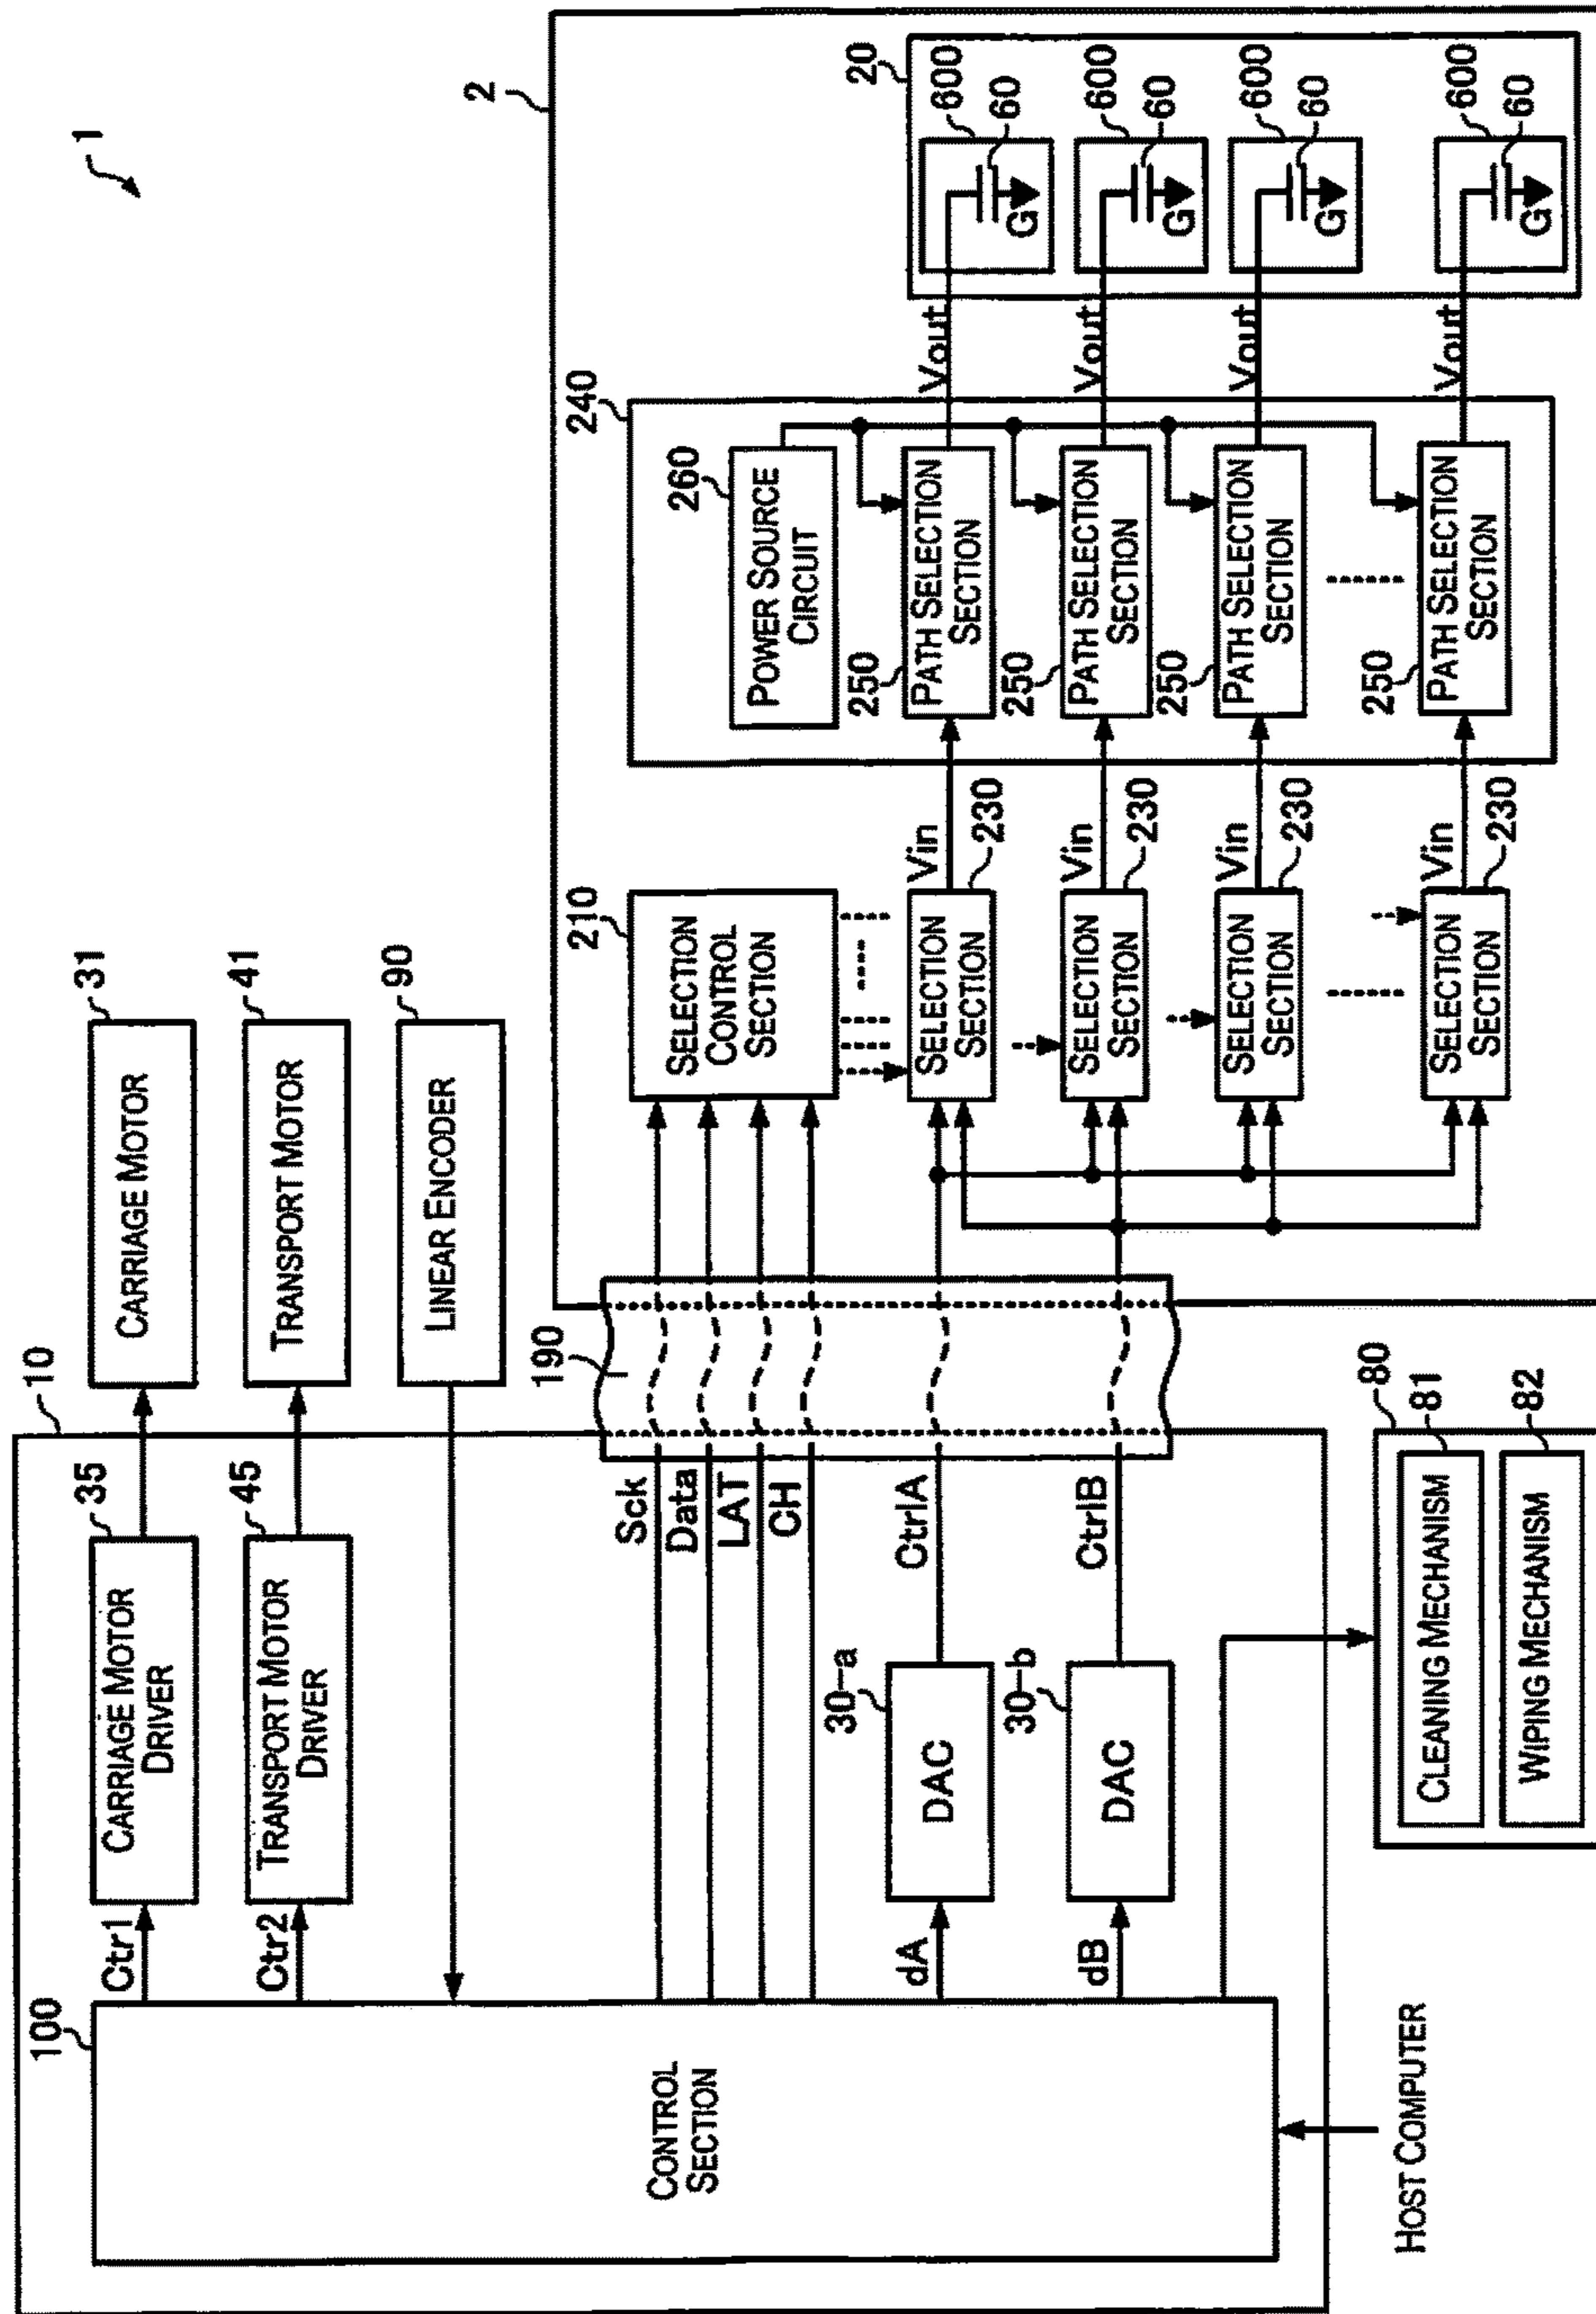 1
10
100
Ctr1
CARRIAGE MOTOR
DRIVER
35
CARRIAGE MOTOR
31
Ctr2
TRANSPORT MOTOR
DRIVER
45
TRANSPORT MOTOR
41
LINEAR ENCODER
90
CONTROL
SECTION
Sck
Data
LAT
CH
190
dA
DAC
30-a
CtrlA
dB
DAC
30-b
CtrlB
HOST COMPUTER
80
CLEANING MECHANISM
81
WIPING MECHANISM
82
2
210
SELECTION
CONTROL
SECTION
240
260
POWER SOURCE
CIRCUIT
20
SELECTION
SECTION
Vin
230
250
PATH SELECTION
SECTION
Vout
600
60
G
SELECTION
SECTION
Vin
230
250
PATH SELECTION
SECTION
Vout
600
60
G
SELECTION
SECTION
Vin
230
250
PATH SELECTION
SECTION
Vout
600
60
G
SELECTION
SECTION
Vin
230
250
PATH SELECTION
SECTION
Vout
600
60
G